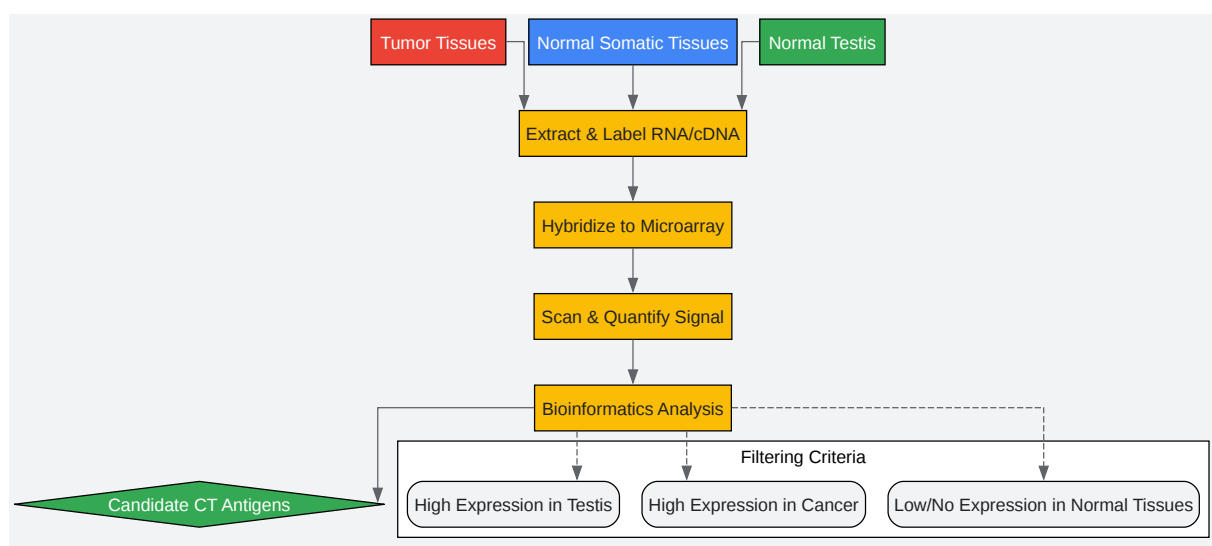 Tumor Tissues
Normal Somatic Tissues
Normal Testis
Extract & Label RNA/cDNA
Hybridize to Microarray
Scan & Quantify Signal
Bioinformatics Analysis
Filtering Criteria
Candidate CT Antigens
High Expression in Testis
High Expression in Cancer
Low/No Expression in Normal Tissues